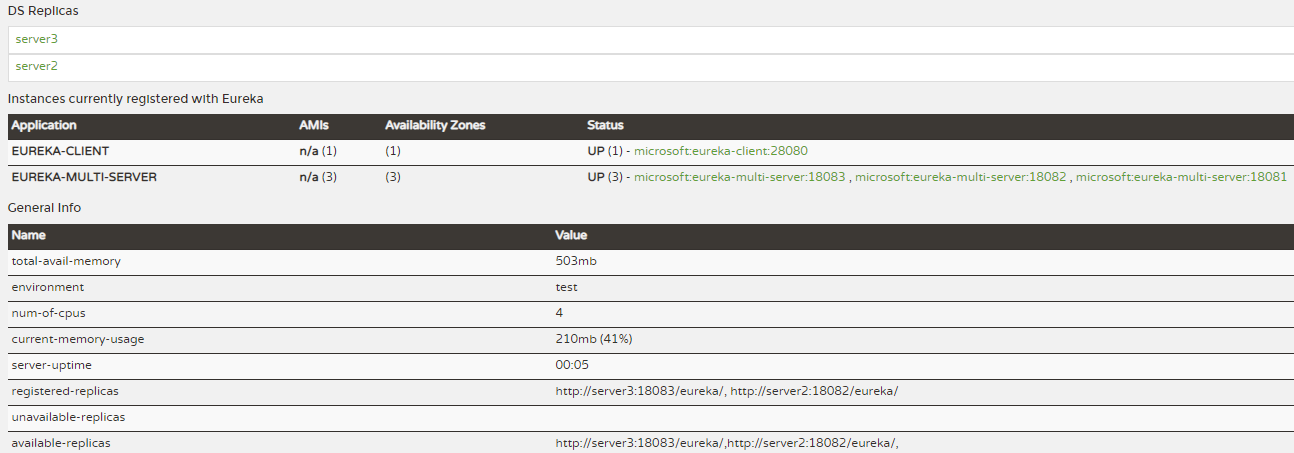 DS Replicas
server3
server2
Instances currently registered with Eureka
Application AMIs Availability Zones Status
EUREKA-CLIENT n/a (1) (1) UP (1) - microsoft:eureka-client:28080
EUREKA-MULTI-SERVER n/a (3) (3) UP (3) - microsoft:eureka-multi-server:18083 , microsoft:eureka-multi-server:18082 , microsoft:eureka-multi-server:18081
General Info
Name Value
total-avail-memory 503mb
environment test
num-of-cpus 4
current-memory-usage 210mb (41%)
server-uptime 00:05
registered-replicas http://server3:18083/eureka/, http://server2:18082/eureka/
unavailable-replicas
available-replicas http://server3:18083/eureka/,http://server2:18082/eureka/,